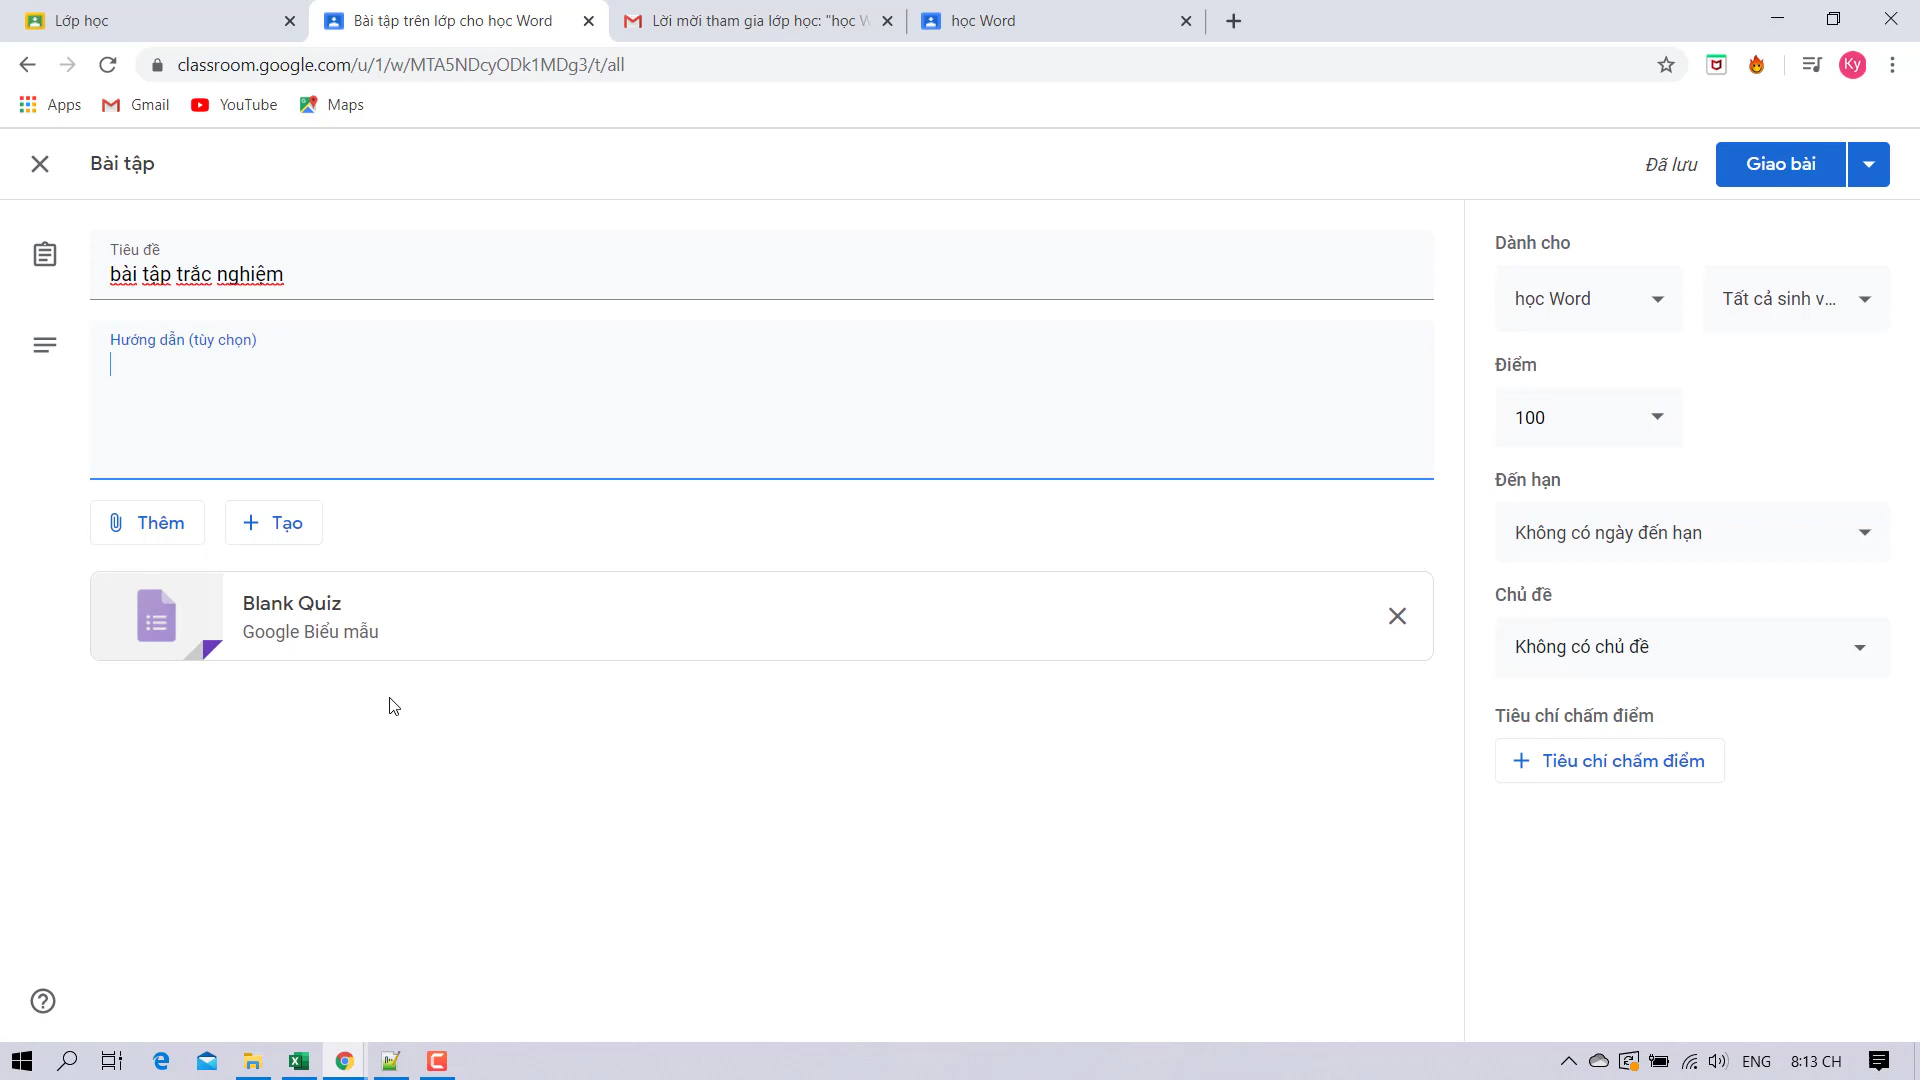 Lớp học
Bài tập trên lớp cho học Word
Lời mời tham gia lớp học: "học W
học Word
classroom.google.com/u/1/w/MTA5NDcyODk1MDg3/t/all
Ky
Apps
Gmail
YouTube
Maps
Bài tập
Đã lưu
Giao bài
Tiêu đề
bài tập trắc nghiệm
Hướng dẫn (tùy chọn)
Thêm
Tạo
Blank Quiz
Google Biểu mẫu
Dành cho
học Word
Tất cả sinh v...
Điểm
100
Đến hạn
Không có ngày đến hạn
Chủ đề
Không có chủ đề
Tiêu chí chấm điểm
Tiêu chí chấm điểm
ENG
8:13 CH